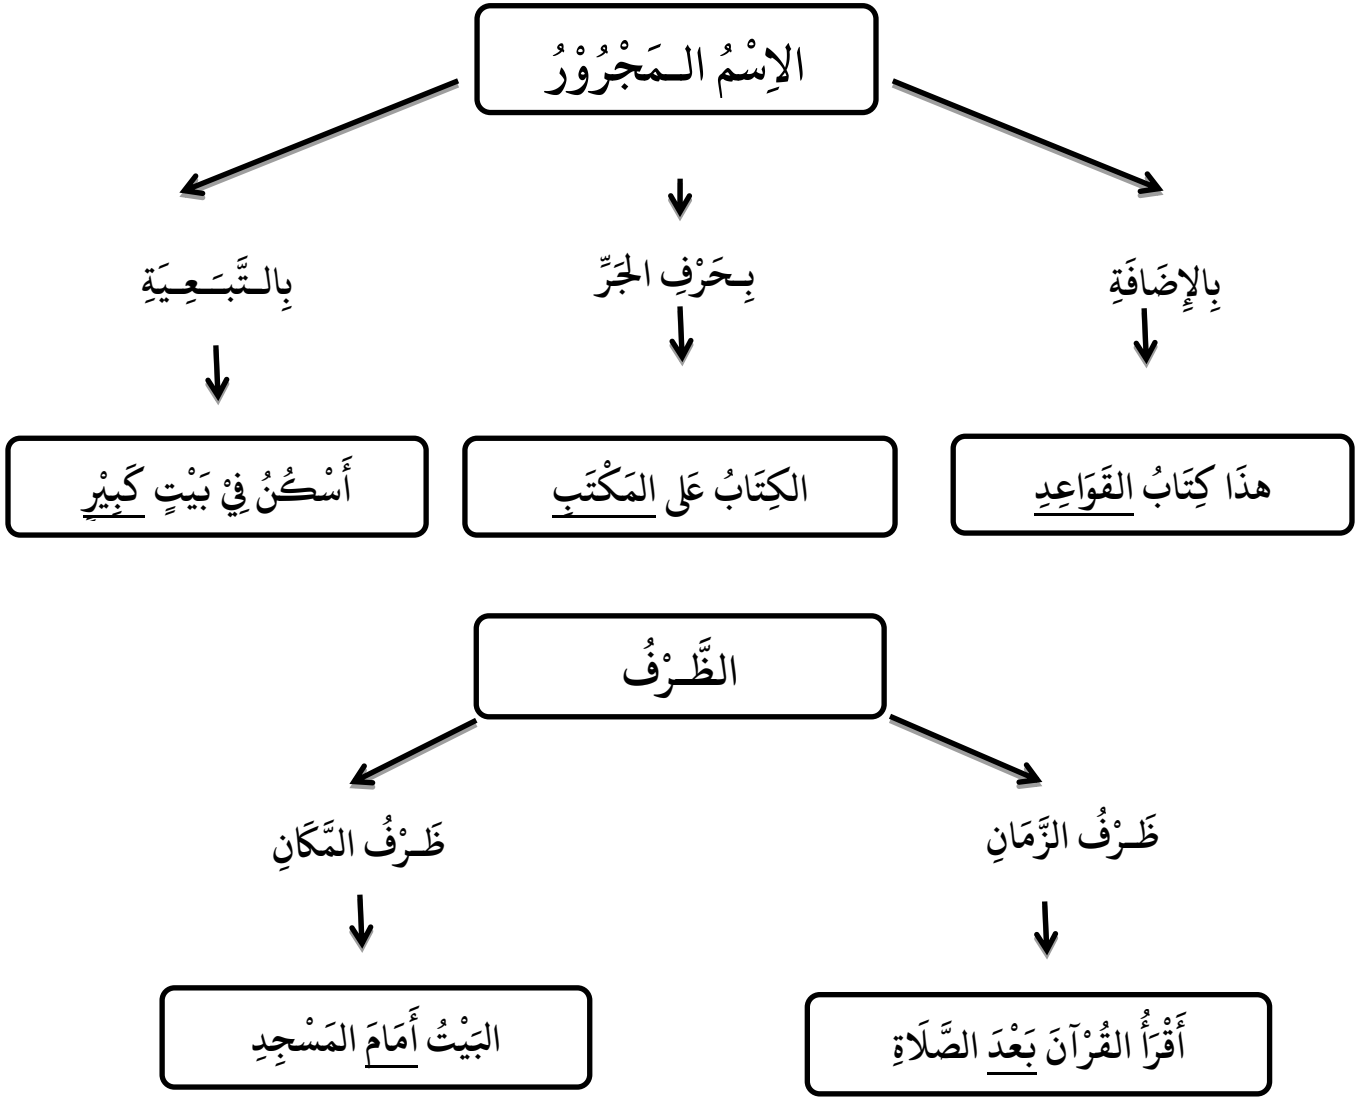 الاِسْمُ الـمَجْرُوْرُ
بِالإِضَافَةِ
بِـحَرْفِ الجَرِّ
بِالـتَّبـَـعِـيَةِ
هذَا كِتَابُ القَوَاعِدِ
الكِتَابُ عَلى المَكْتَبِ
أَسْكُنُ فِيْ بَيْتٍ كَبِيْرٍ
الظَّـرْفُ
ظَـرْفُ الزَّمَانِ
ظَـرْفُ المَّكَانِ
أَقْرَأُ القُرْآنَ بَعْدَ الصَّلَاةِ
البَيْتُ أَمَامَ المَسْجِدِ